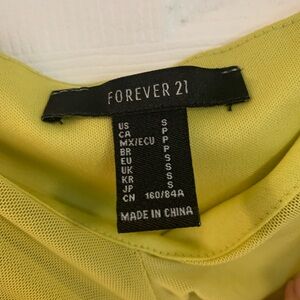 FOREVER 21
US S
CA P
MX/ECU P
BR P
EU S
UK S
KR S
JP S
CN 160/84A
MADE IN CHINA